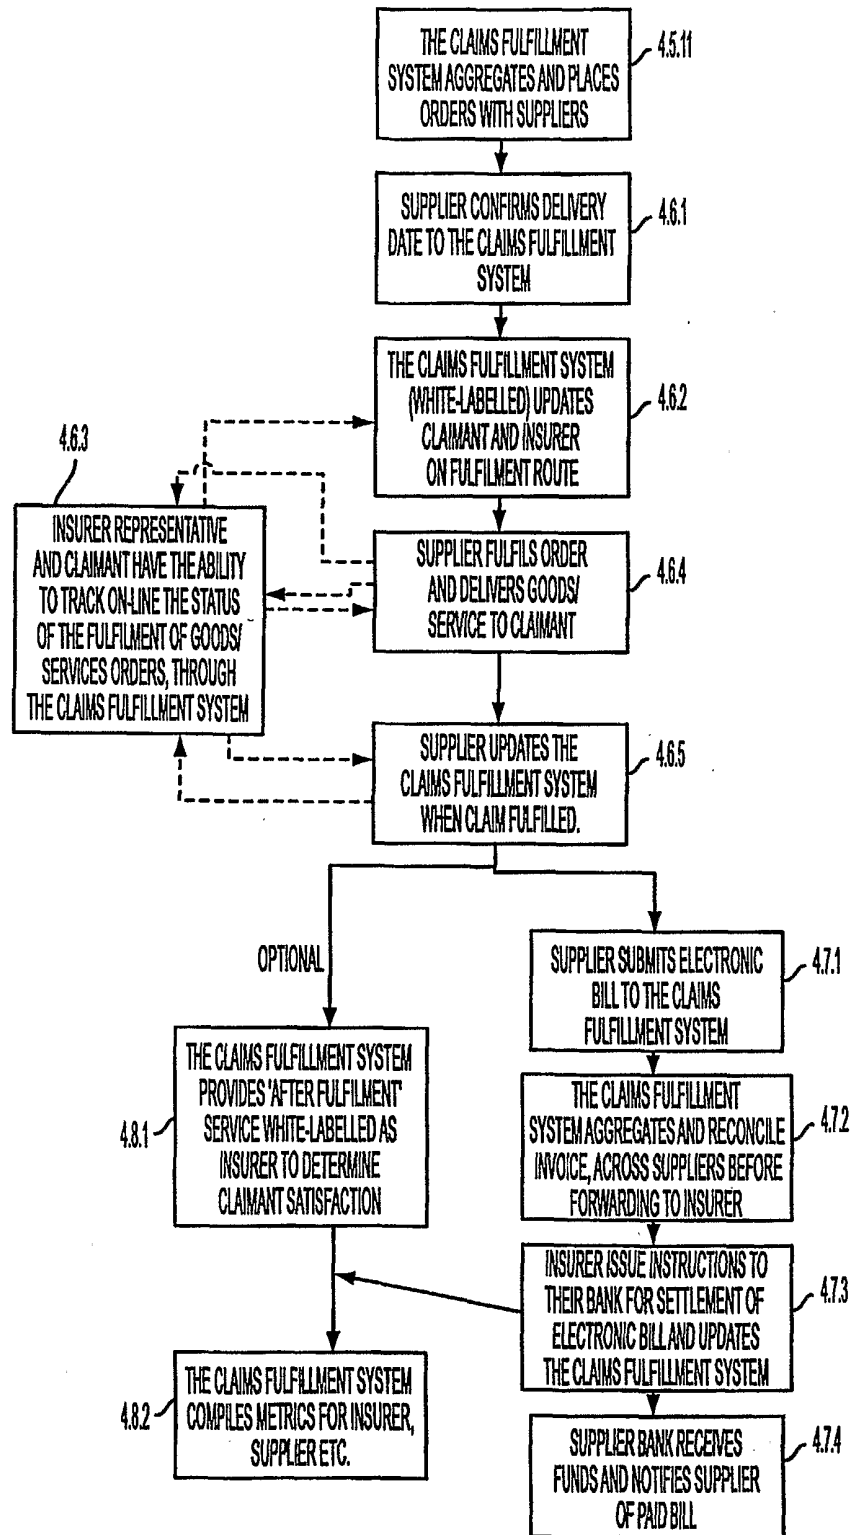 THE CLAIMS FULFILLMENT
SYSTEM AGGREGATES AND PLACES
ORDERS WITH SUPPLIERS
4.5.11
SUPPLIER CONFIRMS DELIVERY
DATE TO THE CLAIMS FULFILLMENT
SYSTEM
4.6.1
THE CLAIMS FULFILLMENT SYSTEM
(WHITE-LABELLED) UPDATES
CLAIMANT AND INSURER
ON FULFILMENT ROUTE
4.6.2
4.6.3
INSURER REPRESENTATIVE
AND CLAIMANT HAVE THE ABILITY
TO TRACK ON-LINE THE STATUS
OF THE FULFILMENT OF GOODS/
SERVICES ORDERS, THROUGH
THE CLAIMS FULFILLMENT SYSTEM
SUPPLIER FULFILS ORDER
AND DELIVERS GOODS/
SERVICE TO CLAIMANT
4.6.4
SUPPLIER UPDATES THE
CLAIMS FULFILLMENT SYSTEM
WHEN CLAIM FULFILLED.
4.6.5
OPTIONAL
SUPPLIER SUBMITS ELECTRONIC
BILL TO THE CLAIMS
FULFILLMENT SYSTEM
4.7.1
THE CLAIMS FULFILLMENT SYSTEM
PROVIDES 'AFTER FULFILMENT'
SERVICE WHITE-LABELLED AS
INSURER TO DETERMINE
CLAIMANT SATISFACTION
4.8.1
THE CLAIMS FULFILLMENT
SYSTEM AGGREGATES AND RECONCILE
INVOICE, ACROSS SUPPLIERS BEFORE
FORWARDING TO INSURER
4.7.2
INSURER ISSUE INSTRUCTIONS TO
THEIR BANK FOR SETTLEMENT OF
ELECTRONIC BILL AND UPDATES
THE CLAIMS FULFILLMENT SYSTEM
4.7.3
THE CLAIMS FULFILLMENT SYSTEM
COMPILES METRICS FOR INSURER,
SUPPLIER ETC.
4.8.2
SUPPLIER BANK RECEIVES
FUNDS AND NOTIFIES SUPPLIER
OF PAID BILL
4.7.4